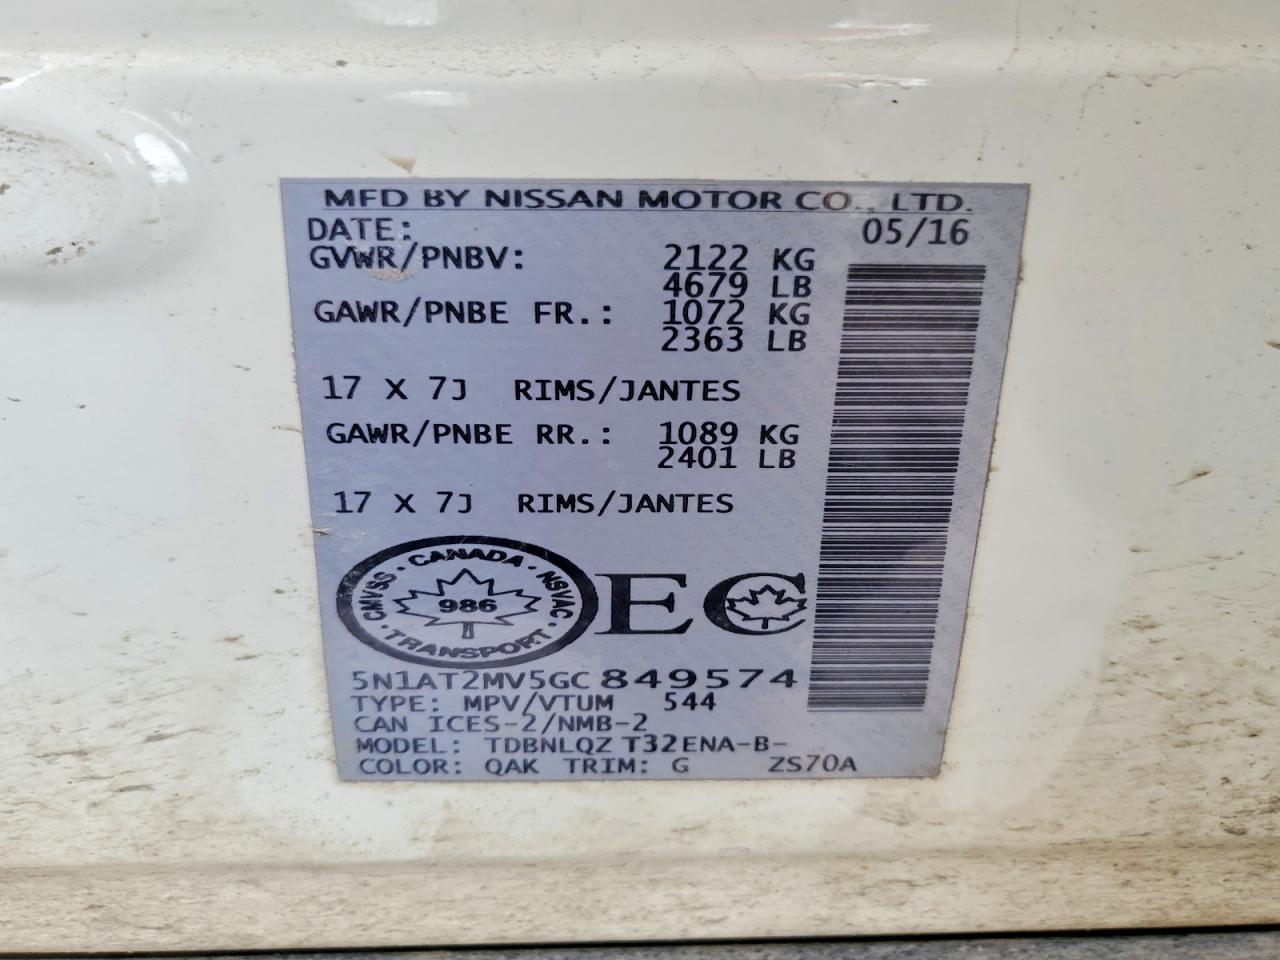 MFD BY NISSAN MOTOR CO., LTD.
DATE: 05/16
GVWR/PNBV: 2122 KG
4679 LB
GAWR/PNBE FR.: 1072 KG
2363 LB
17 X 7J RIMS/JANTES
GAWR/PNBE RR.: 1089 KG
2401 LB
17 X 7J RIMS/JANTES
CANADA · NSVAC · TRANSPORT · CMVSS ·
986
EC
5N1AT2MV5GC849574
TYPE: MPV/VTUM 544
CAN ICES-2/NMB-2
MODEL: TDBNLQZ T32ENA-B-
COLOR: QAK TRIM: G ZS70A